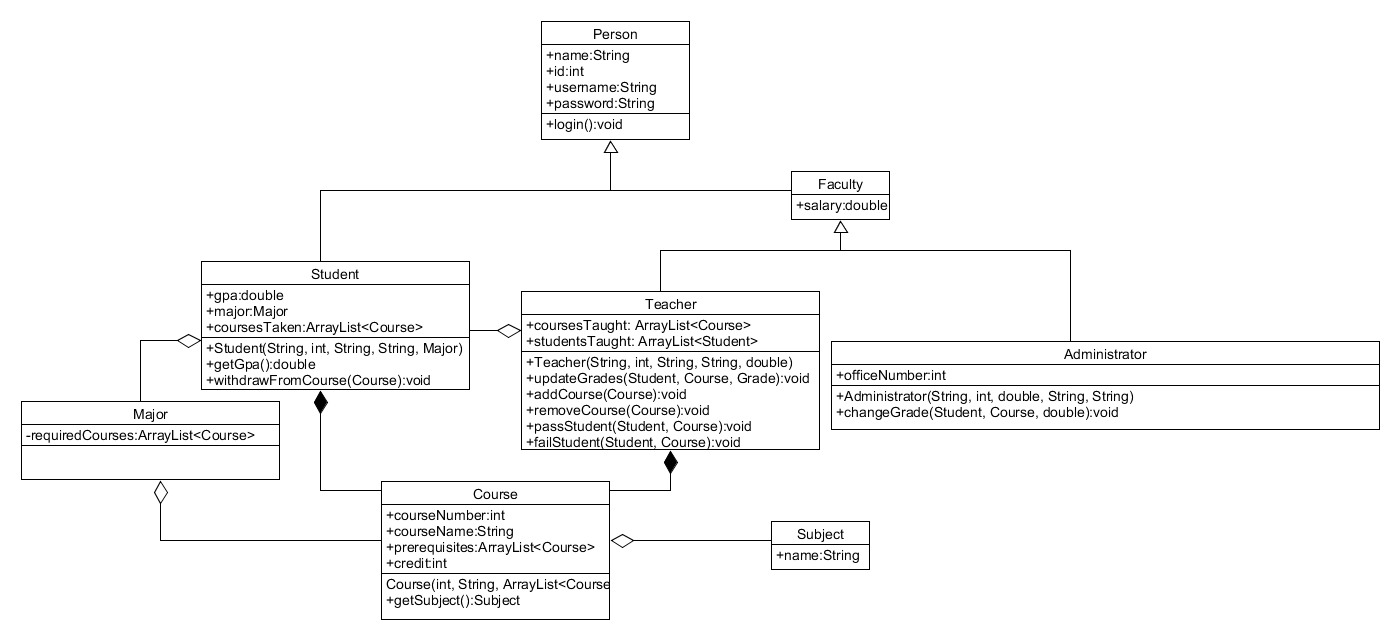 Person
+name:String
+id:int
+username:String
+password:String
+login():void
Faculty
+salary:double
Student
+gpa:double
+major:Major
+coursesTaken:ArrayList<Course>
+Student(String, int, String, String, Major)
+getGpa():double
+withdrawFromCourse(Course):void
Teacher
+coursesTaught: ArrayList<Course>
+studentsTaught: ArrayList<Student>
+Teacher(String, int, String, String, double)
+updateGrades(Student, Course, Grade):void
+addCourse(Course):void
+removeCourse(Course):void
+passStudent(Student, Course):void
+failStudent(Student, Course):void
Administrator
+officeNumber:int
+Administrator(String, int, double, String, String)
+changeGrade(Student, Course, double):void
Major
-requiredCourses:ArrayList<Course>
Course
+courseNumber:int
+courseName:String
+prerequisites:ArrayList<Course>
+credit:int
Course(int, String, ArrayList<Course
+getSubject():Subject
Subject
+name:String